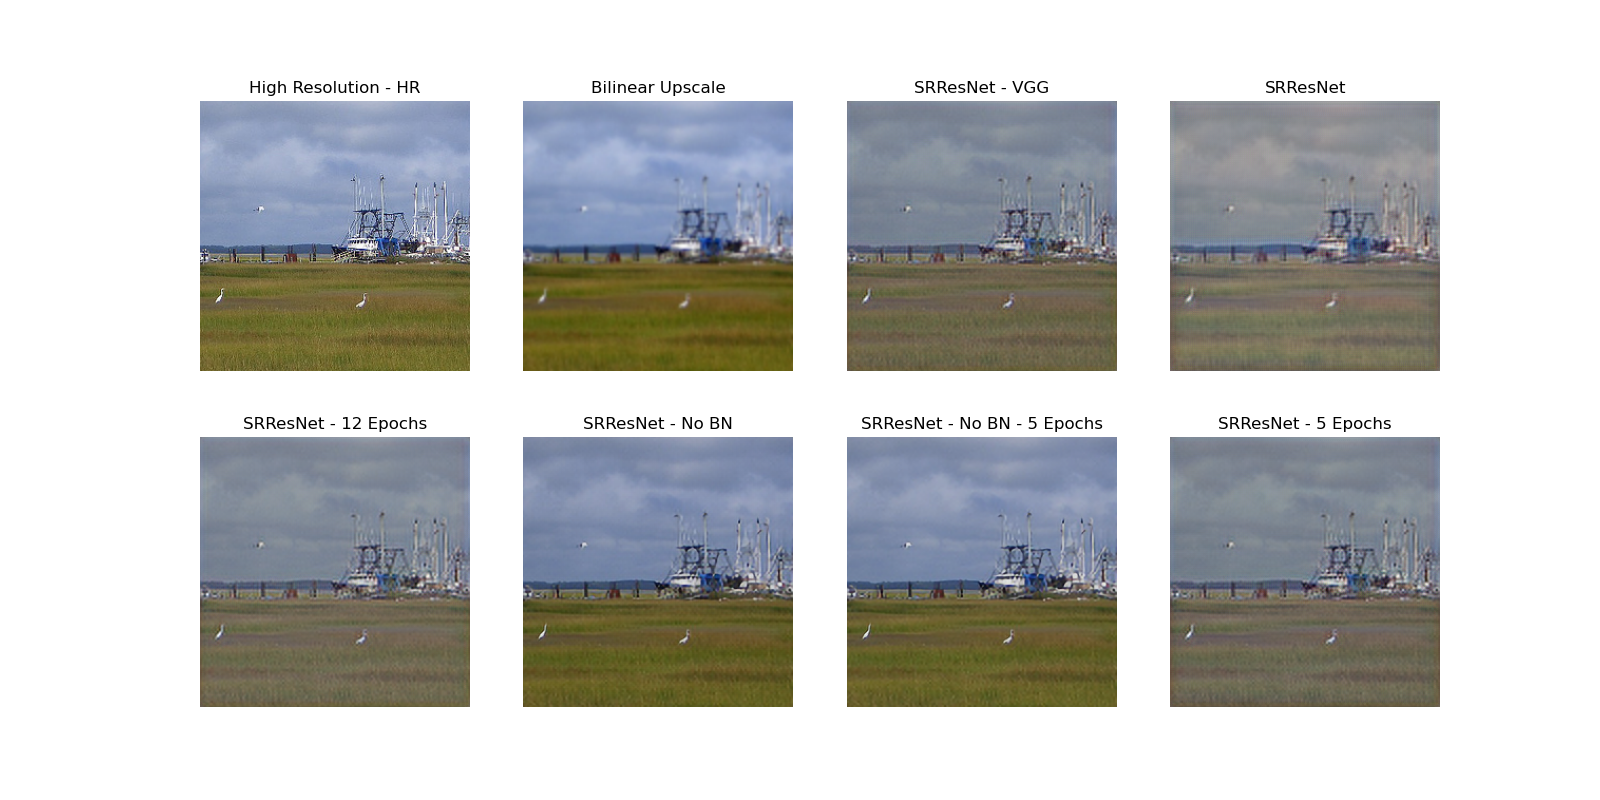 High Resolution - HR
Bilinear Upscale
SRResNet - VGG
SRResNet
SRResNet - 12 Epochs
SRResNet - No BN
SRResNet - No BN - 5 Epochs
SRResNet - 5 Epochs